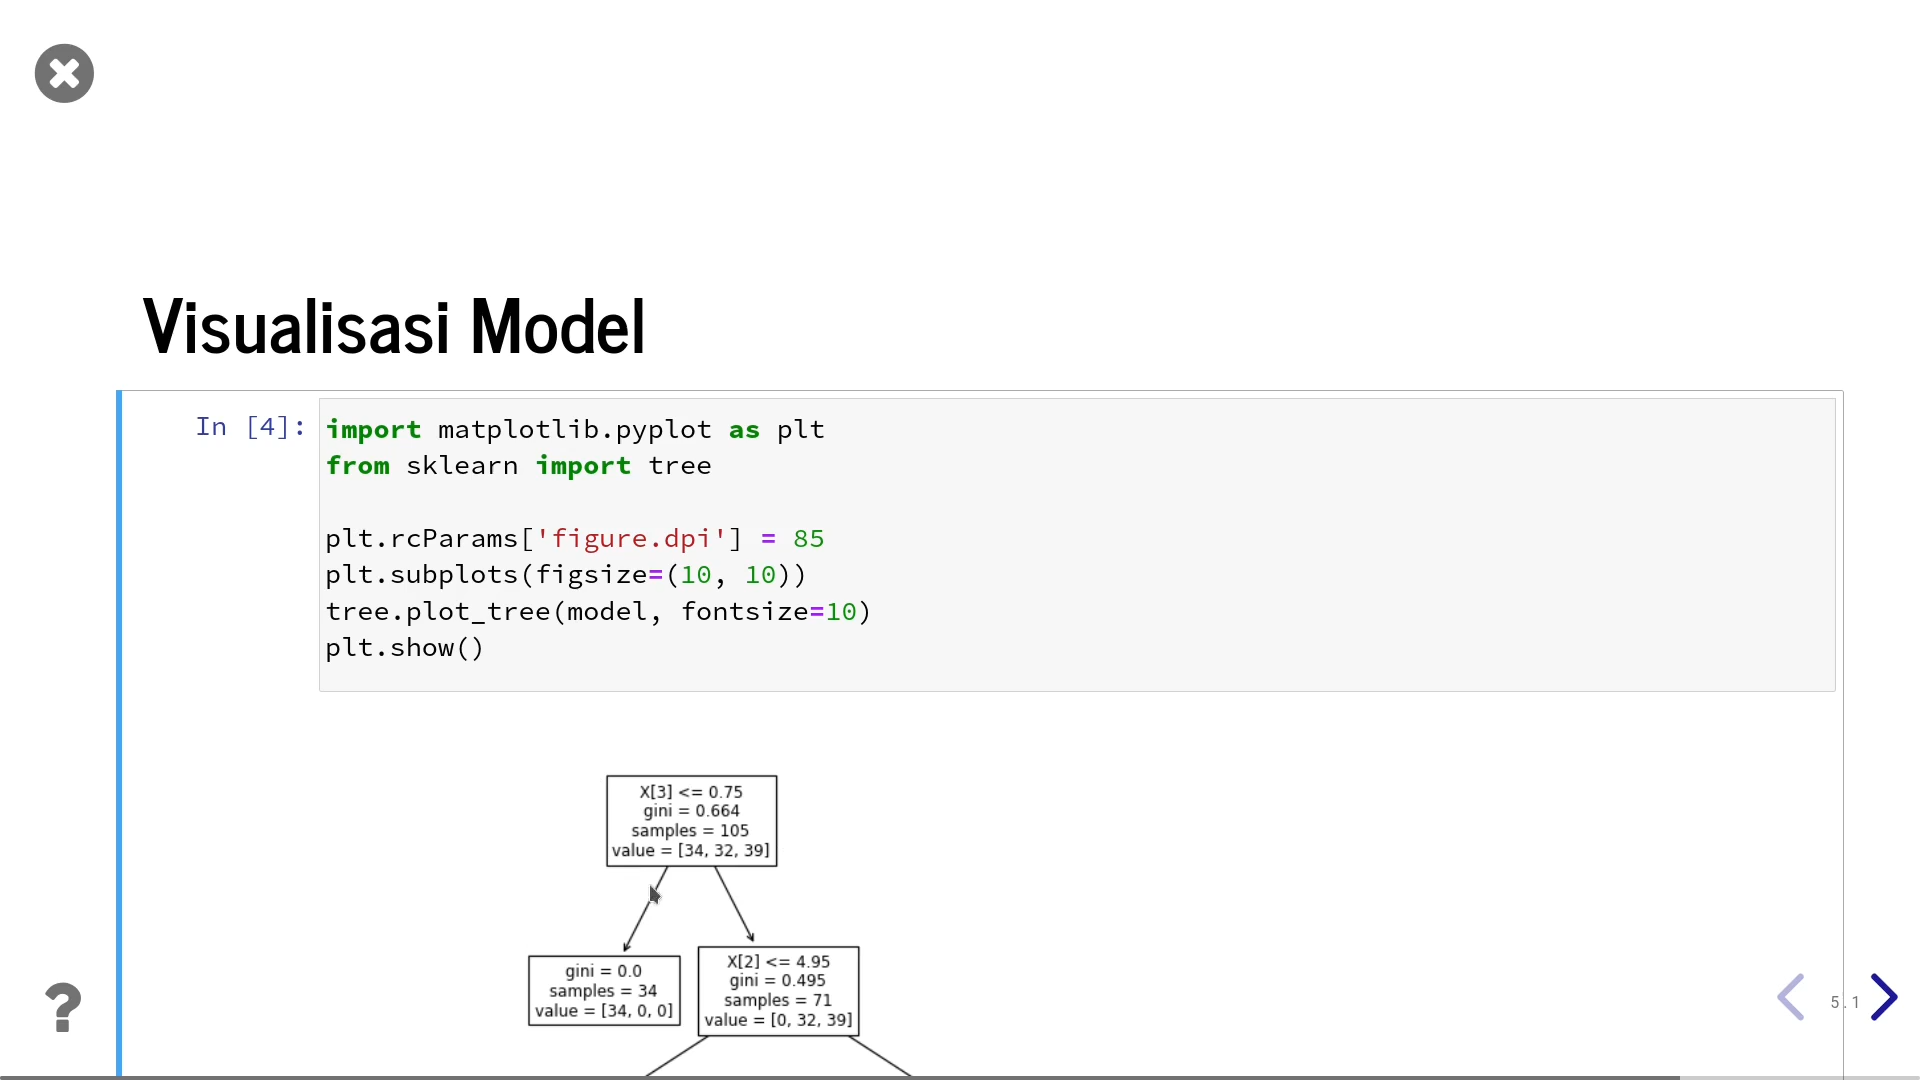 Visualisasi Model
In [4]:
import matplotlib.pyplot as plt
from sklearn import tree
plt.rcParams['figure.dpi'] = 85
plt.subplots(figsize=(10, 10))
tree.plot_tree(model, fontsize=10)
plt.show()
X[3] <= 0.75
gini = 0.664
samples = 105
value = [34, 32, 39]
gini = 0.0
samples = 34
value = [34, 0, 0]
X[2] <= 4.95
gini = 0.495
samples = 71
value = [0, 32, 39]
?
5.1